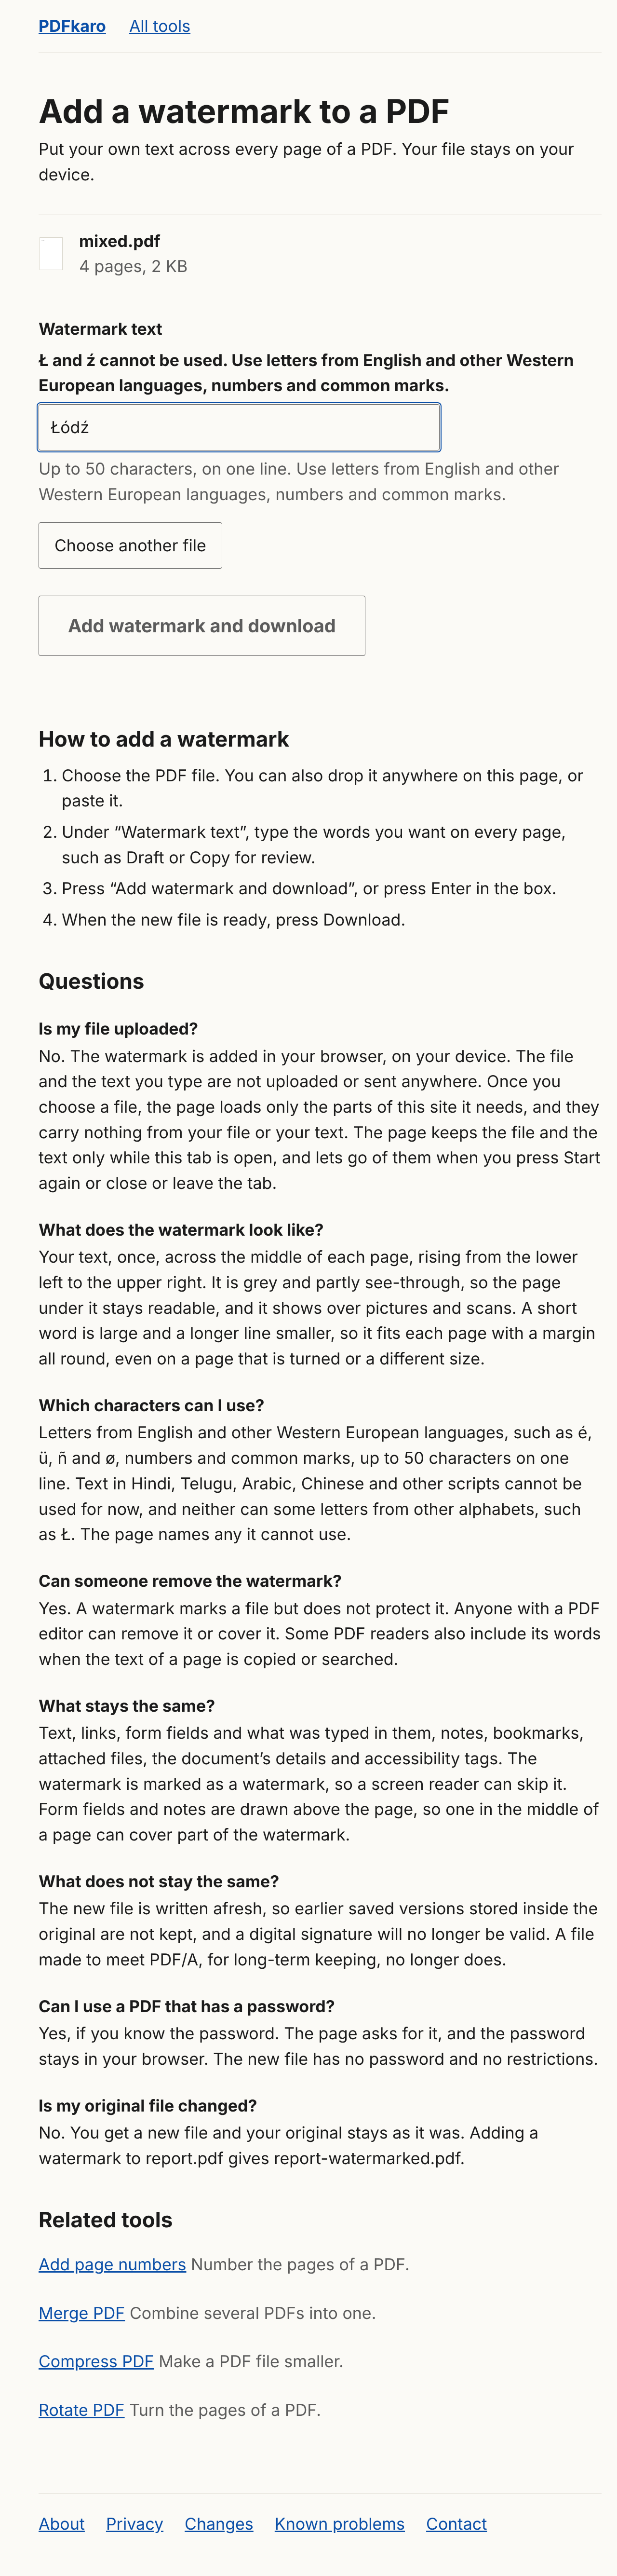 PDFkaro All tools
Add a watermark to a PDF
Put your own text across every page of a PDF. Your file stays on your
device.
mixed.pdf
4 pages, 2 KB
Watermark text
Ł and ź cannot be used. Use letters from English and other Western
European languages, numbers and common marks.
Łódź
Up to 50 characters, on one line. Use letters from English and other
Western European languages, numbers and common marks.
Choose another file
Add watermark and download
How to add a watermark
1. Choose the PDF file. You can also drop it anywhere on this page, or
paste it.
2. Under “Watermark text”, type the words you want on every page,
such as Draft or Copy for review.
3. Press “Add watermark and download”, or press Enter in the box.
4. When the new file is ready, press Download.
Questions
Is my file uploaded?
No. The watermark is added in your browser, on your device. The file
and the text you type are not uploaded or sent anywhere. Once you
choose a file, the page loads only the parts of this site it needs, and they
carry nothing from your file or your text. The page keeps the file and the
text only while this tab is open, and lets go of them when you press Start
again or close or leave the tab.
What does the watermark look like?
Your text, once, across the middle of each page, rising from the lower
left to the upper right. It is grey and partly see-through, so the page
under it stays readable, and it shows over pictures and scans. A short
word is large and a longer line smaller, so it fits each page with a margin
all round, even on a page that is turned or a different size.
Which characters can I use?
Letters from English and other Western European languages, such as é,
ü, ñ and ø, numbers and common marks, up to 50 characters on one
line. Text in Hindi, Telugu, Arabic, Chinese and other scripts cannot be
used for now, and neither can some letters from other alphabets, such
as Ł. The page names any it cannot use.
Can someone remove the watermark?
Yes. A watermark marks a file but does not protect it. Anyone with a PDF
editor can remove it or cover it. Some PDF readers also include its words
when the text of a page is copied or searched.
What stays the same?
Text, links, form fields and what was typed in them, notes, bookmarks,
attached files, the document’s details and accessibility tags. The
watermark is marked as a watermark, so a screen reader can skip it.
Form fields and notes are drawn above the page, so one in the middle of
a page can cover part of the watermark.
What does not stay the same?
The new file is written afresh, so earlier saved versions stored inside the
original are not kept, and a digital signature will no longer be valid. A file
made to meet PDF/A, for long-term keeping, no longer does.
Can I use a PDF that has a password?
Yes, if you know the password. The page asks for it, and the password
stays in your browser. The new file has no password and no restrictions.
Is my original file changed?
No. You get a new file and your original stays as it was. Adding a
watermark to report.pdf gives report-watermarked.pdf.
Related tools
Add page numbers Number the pages of a PDF.
Merge PDF Combine several PDFs into one.
Compress PDF Make a PDF file smaller.
Rotate PDF Turn the pages of a PDF.
About Privacy Changes Known problems Contact